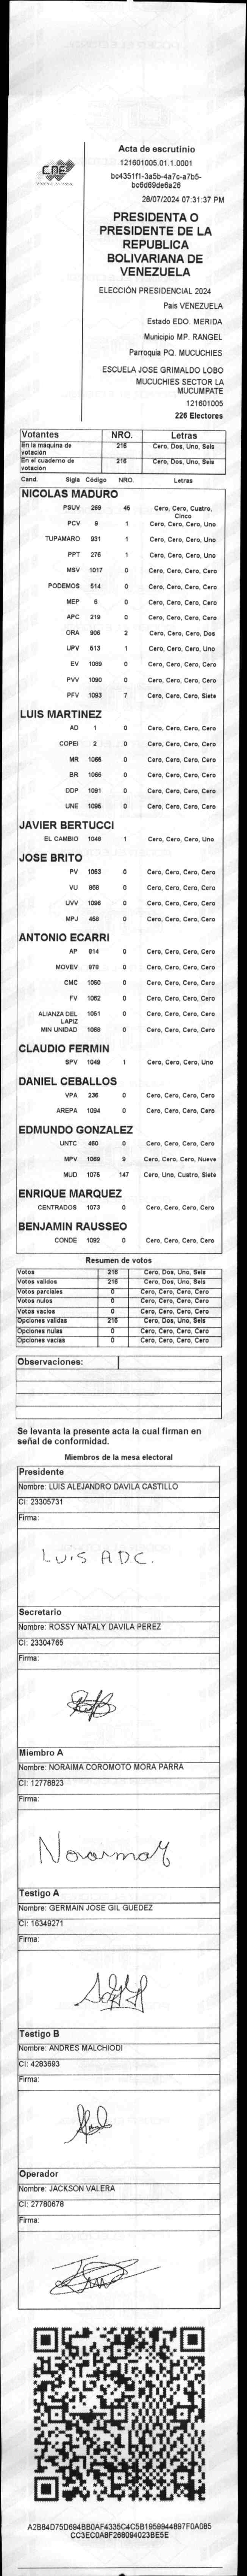 CNE
Acta de escrutinio
121601005.01.1.0001
bc4351f1-3a5b-4a7c-a7b5-
bc6d69de6a26
28/07/2024 07:31:37 PM
PRESIDENTA O
PRESIDENTE DE LA
REPUBLICA
BOLIVARIANA DE
VENEZUELA
ELECCIÓN PRESIDENCIAL 2024
País VENEZUELA
Estado EDO. MERIDA
Municipio MP. RANGEL
Parroquia PQ. MUCUCHIES
ESCUELA JOSE GRIMALDO LOBO
MUCUCHIES SECTOR LA
MUCUMPATE
121601005
226 Electores
Votantes NRO. Letras
En la máquina de votación 216 Cero, Dos, Uno, Seis
En el cuaderno de votación 216 Cero, Dos, Uno, Seis
Cand. Sigla Código NRO. Letras
NICOLAS MADURO
PSUV 269 46 Cero, Cero, Cuatro, Cinco
PCV 9 1 Cero, Cero, Cero, Uno
TUPAMARO 931 1 Cero, Cero, Cero, Uno
PPT 276 1 Cero, Cero, Cero, Uno
MSV 1017 0 Cero, Cero, Cero, Cero
PODEMOS 514 0 Cero, Cero, Cero, Cero
MEP 6 0 Cero, Cero, Cero, Cero
APC 219 0 Cero, Cero, Cero, Cero
ORA 906 2 Cero, Cero, Cero, Dos
UPV 513 1 Cero, Cero, Cero, Uno
EV 1089 0 Cero, Cero, Cero, Cero
PVV 1090 0 Cero, Cero, Cero, Cero
PFV 1093 7 Cero, Cero, Cero, Siete
LUIS MARTINEZ
AD 1 0 Cero, Cero, Cero, Cero
COPEI 2 0 Cero, Cero, Cero, Cero
MR 1065 0 Cero, Cero, Cero, Cero
BR 1066 0 Cero, Cero, Cero, Cero
DDP 1091 0 Cero, Cero, Cero, Cero
UNE 1095 0 Cero, Cero, Cero, Cero
JAVIER BERTUCCI
EL CAMBIO 1048 1 Cero, Cero, Cero, Uno
JOSE BRITO
PV 1053 0 Cero, Cero, Cero, Cero
VU 868 0 Cero, Cero, Cero, Cero
UVV 1096 0 Cero, Cero, Cero, Cero
MPJ 458 0 Cero, Cero, Cero, Cero
ANTONIO ECARRI
AP 914 0 Cero, Cero, Cero, Cero
MOVEV 978 0 Cero, Cero, Cero, Cero
CMC 1050 0 Cero, Cero, Cero, Cero
FV 1062 0 Cero, Cero, Cero, Cero
ALIANZA DEL LAPIZ 1051 0 Cero, Cero, Cero, Cero
MIN UNIDAD 1068 0 Cero, Cero, Cero, Cero
CLAUDIO FERMIN
SPV 1049 1 Cero, Cero, Cero, Uno
DANIEL CEBALLOS
VPA 236 0 Cero, Cero, Cero, Cero
AREPA 1094 0 Cero, Cero, Cero, Cero
EDMUNDO GONZALEZ
UNTC 460 0 Cero, Cero, Cero, Cero
MPV 1069 9 Cero, Cero, Cero, Nueve
MUD 1075 147 Cero, Uno, Cuatro, Siete
ENRIQUE MARQUEZ
CENTRADOS 1073 0 Cero, Cero, Cero, Cero
BENJAMIN RAUSSEO
CONDE 1092 0 Cero, Cero, Cero, Cero
Resumen de votos
Votos 216 Cero, Dos, Uno, Seis
Votos validos 216 Cero, Dos, Uno, Seis
Votos parciales 0 Cero, Cero, Cero, Cero
Votos nulos 0 Cero, Cero, Cero, Cero
Votos vacios 0 Cero, Cero, Cero, Cero
Opciones validas 216 Cero, Dos, Uno, Seis
Opciones nulas 0 Cero, Cero, Cero, Cero
Opciones vacias 0 Cero, Cero, Cero, Cero
Observaciones:
Se levanta la presente acta la cual firman en
señal de conformidad.
Miembros de la mesa electoral
Presidente
Nombre: LUIS ALEJANDRO DAVILA CASTILLO
CI: 23305731
Firma:
LUIS ADC.
Secretario
Nombre: ROSSY NATALY DAVILA PEREZ
CI: 23304765
Firma:
Miembro A
Nombre: NORAIMA COROMOTO MORA PARRA
CI: 12778823
Firma:
Testigo A
Nombre: GERMAIN JOSE GIL GUEDEZ
CI: 16349271
Firma:
Testigo B
Nombre: ANDRES MALCHIODI
CI: 4283693
Firma:
Operador
Nombre: JACKSON VALERA
CI: 27780678
Firma:
A2B84D75D694BB0AF4335C4C5B1959944897F0A085
CC3EC0A8F268094023BE5E